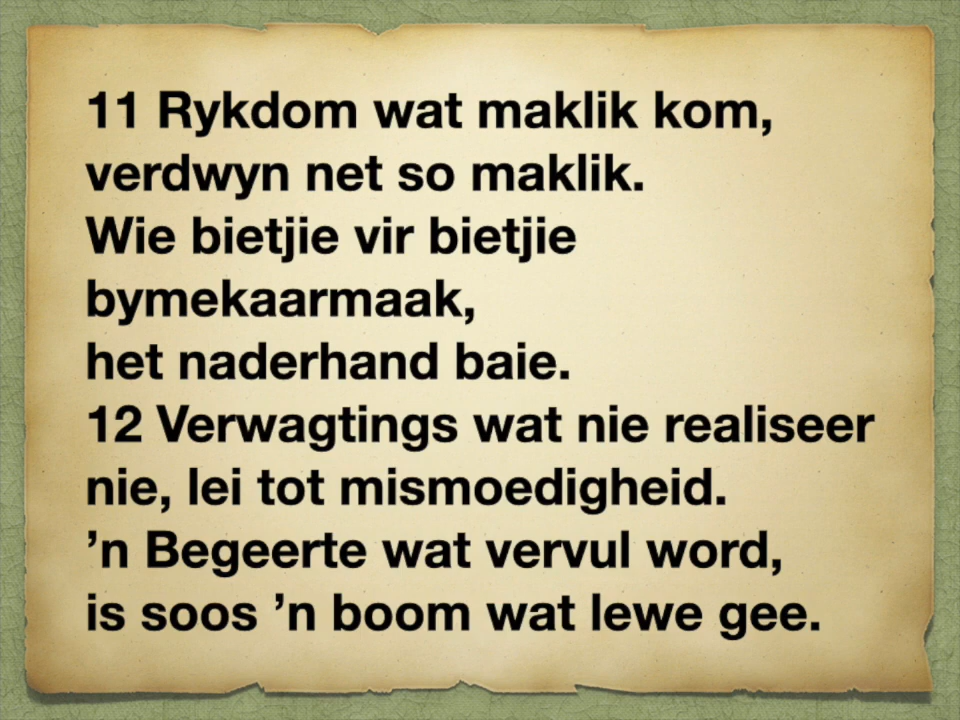 11 Rykdom wat maklik kom,
verdwyn net so maklik.
Wie bietjie vir bietjie
bymekaarmaak,
het naderhand baie.
12 Verwagtings wat nie realiseer
nie, lei tot mismoedigheid.
’n Begeerte wat vervul word,
is soos ’n boom wat lewe gee.